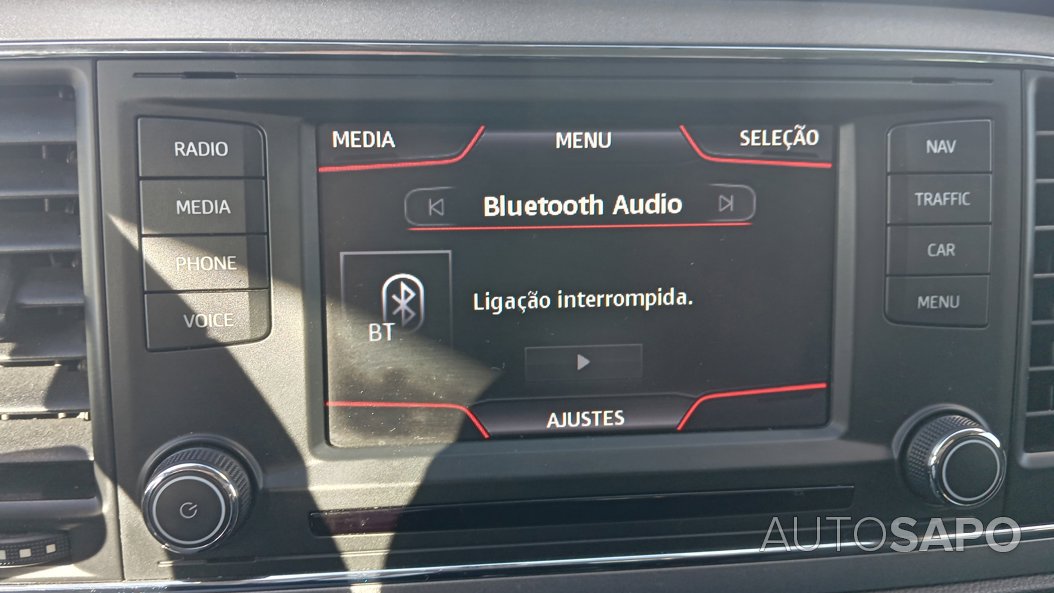 RADIO
MEDIA
PHONE
VOICE
MEDIA MENU SELEÇÃO
Bluetooth Audio
BT
Ligação interrompida.
AJUSTES
NAV
TRAFFIC
CAR
MENU
AUTOSAPO